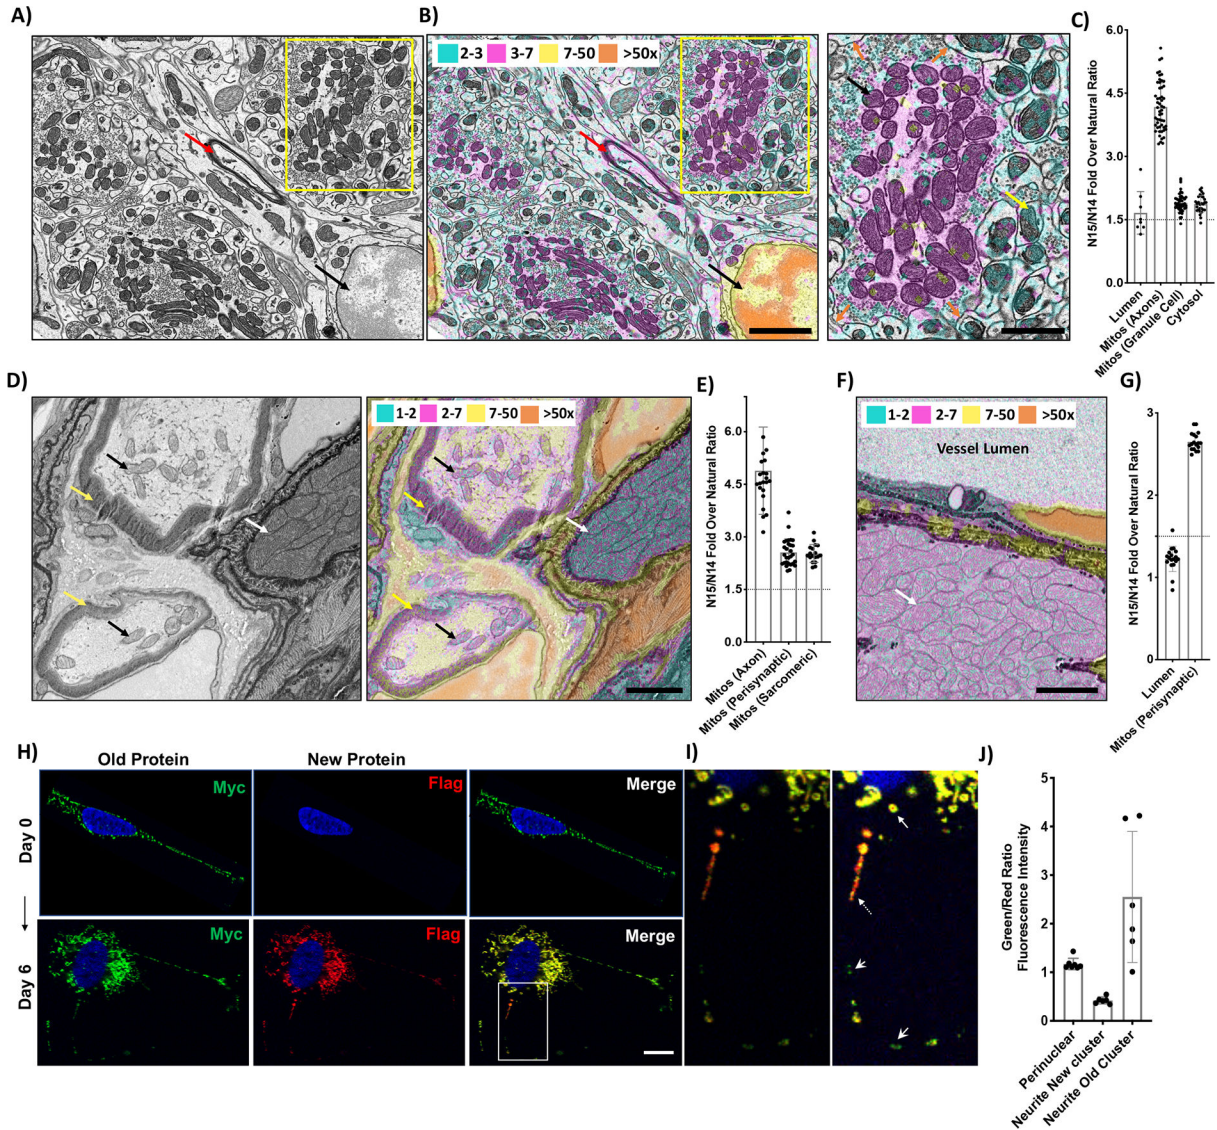 A)
B)
2-3 3-7 7-50 >50x
C)
N15/N14 Fold Over Natural Ratio
6.0
4.5
3.0
1.5
0.0
Lumen
Mitos (Axons)
Mitos (Granule Cell)
Cytosol
D)
1-2 2-7 7-50 >50x
E)
N15/N14 Fold Over Natural Ratio
6.0
4.5
3.0
1.5
0.0
Mitos (Axon)
Mitos (Perisynaptic)
Mitos (Sarcomeric)
F)
1-2 2-7 7-50 >50x
Vessel Lumen
G)
N15/N14 Fold Over Natural Ratio
3
2
1
0
Lumen
Mitos (Perisynaptic)
H)
Old Protein New Protein
Day 0
Myc Flag Merge
Day 6
Myc Flag Merge
I)
J)
Green/Red Ratio
Fluorescence Intensity
5
4
3
2
1
0
Perinuclear
Neurite New cluster
Neurite Old Cluster